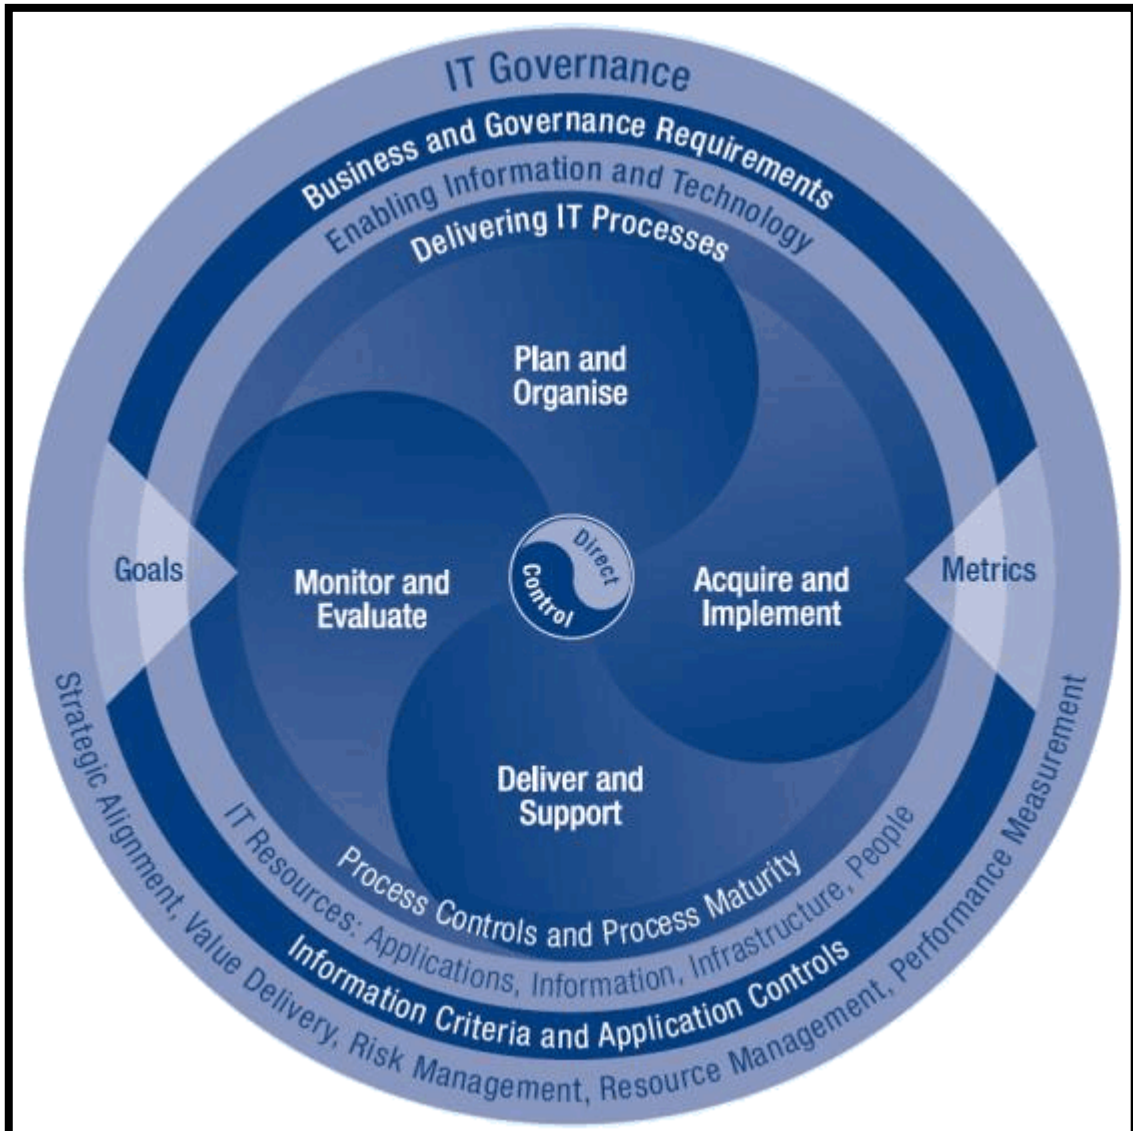 IT Governance
Business and Governance Requirements
Enabling Information and Technology
Delivering IT Processes
Plan and
Organise
Goals
Monitor and
Evaluate
Direct
Control
Acquire and
Implement
Metrics
Deliver and
Support
Process Controls and Process Maturity
IT Resources: Applications, Information, Infrastructure, People
Information Criteria and Application Controls
Strategic Alignment, Value Delivery, Risk Management, Resource Management, Performance Measurement